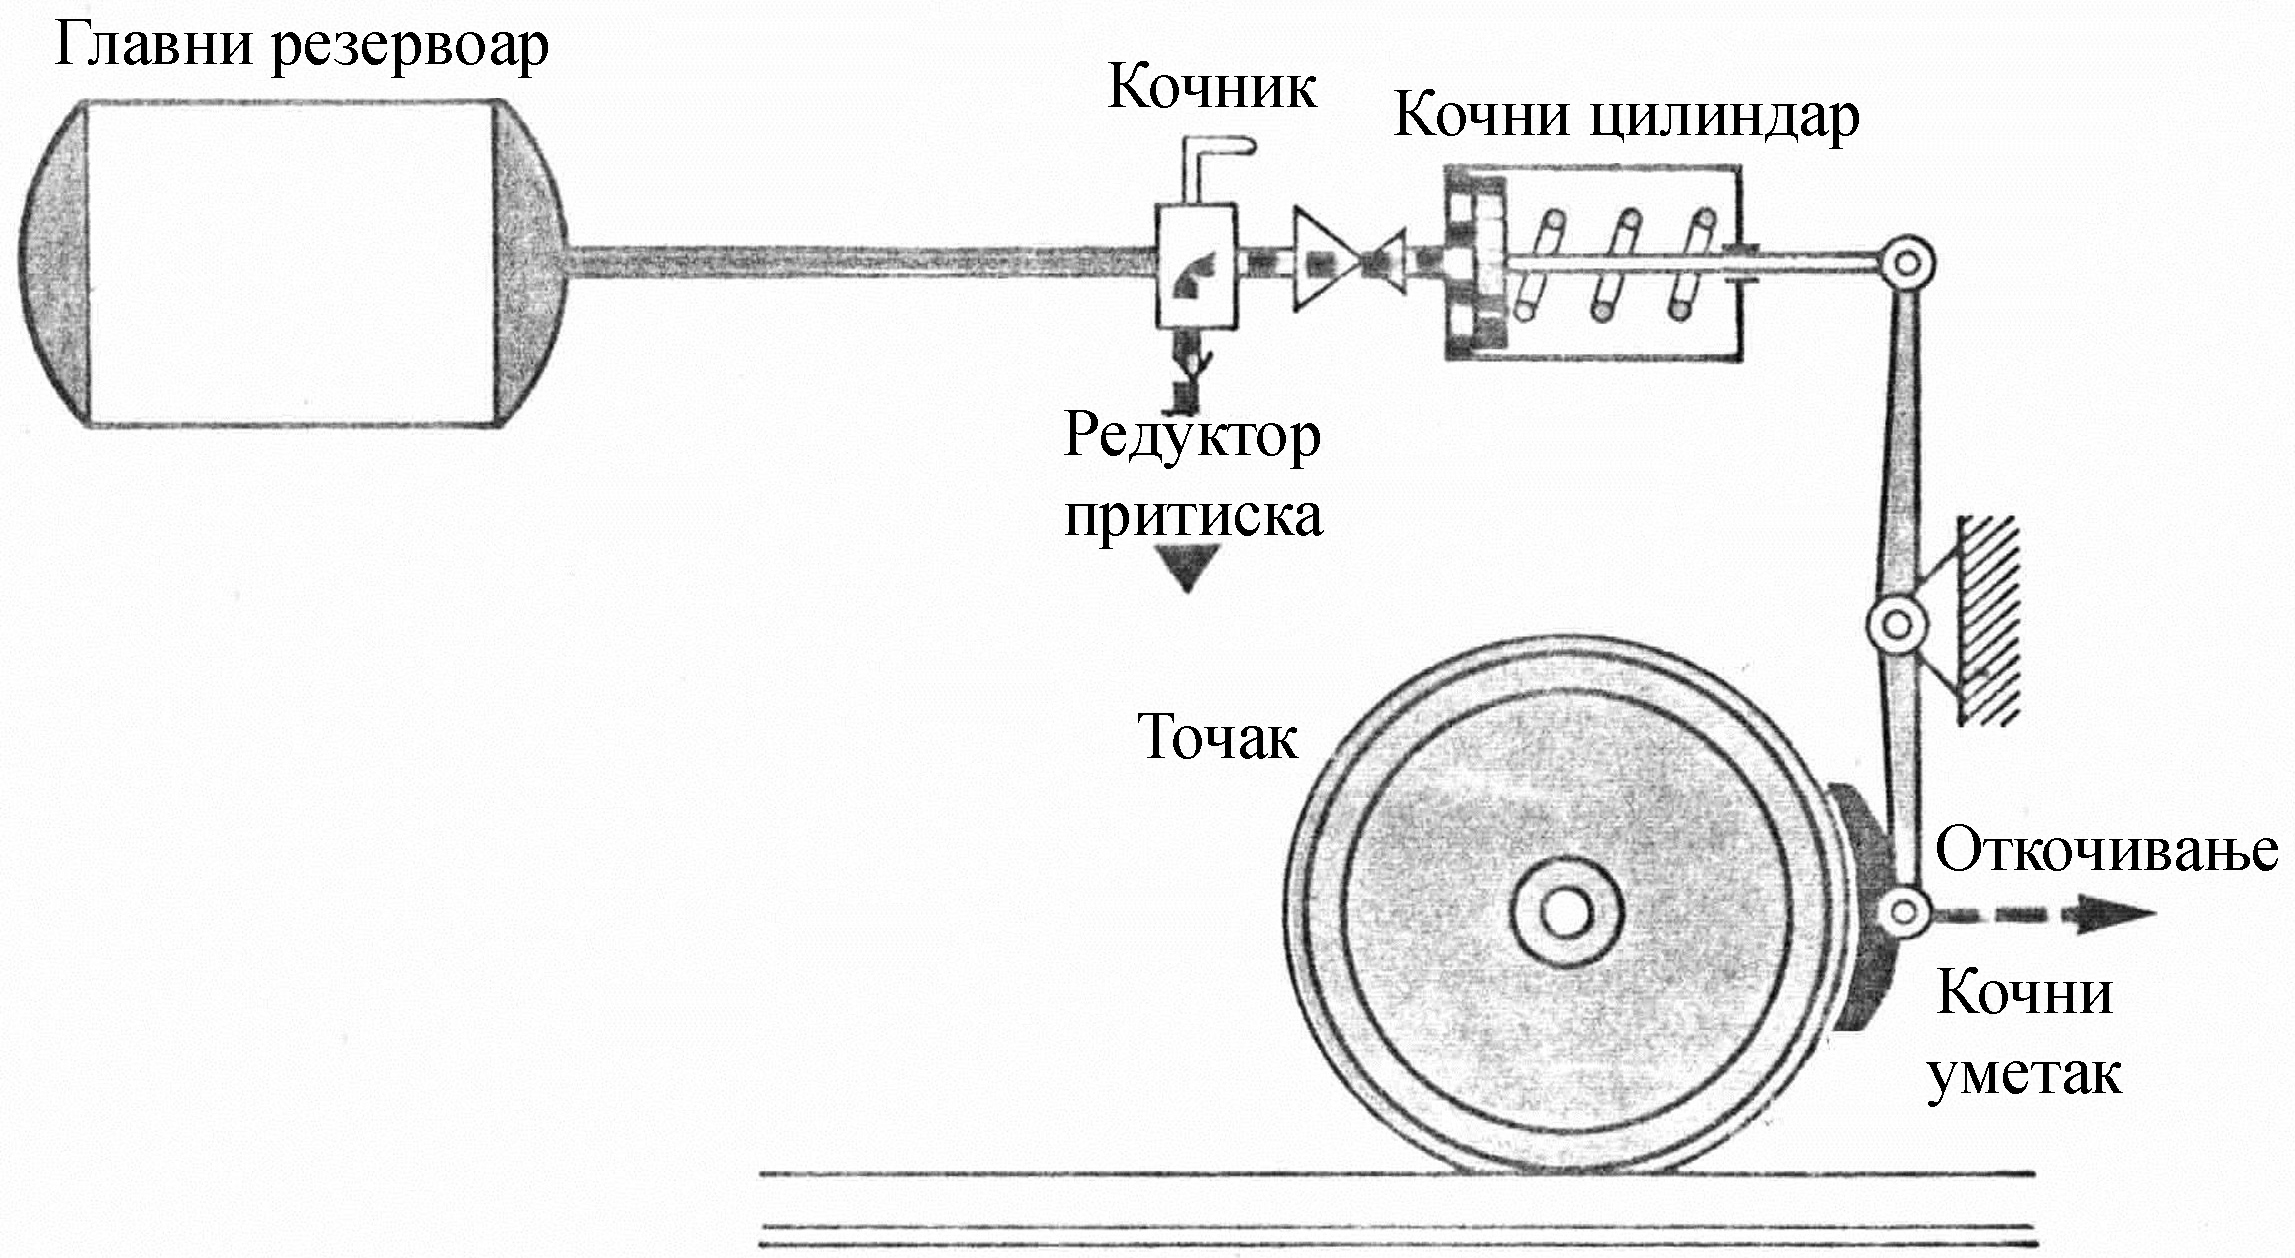 Главни резервоар
Кочник
Кочни цилиндар
Редуктор
притиска
Точак
Откочивање
Кочни
уметак